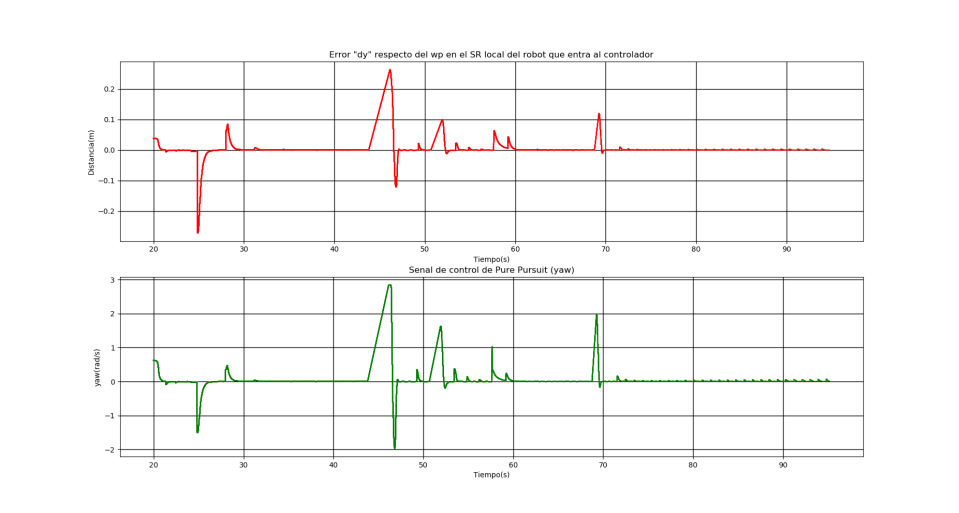 Error "dy" respecto del wp en el SR local del robot que entra al controlador
Distancia(m)
0.2
0.1
0.0
−0.1
−0.2
20 30 40 50 60 70 80 90
Tiempo(s)
Senal de control de Pure Pursuit (yaw)
yaw(rad/s)
3
2
1
0
−1
−2
20 30 40 50 60 70 80 90
Tiempo(s)